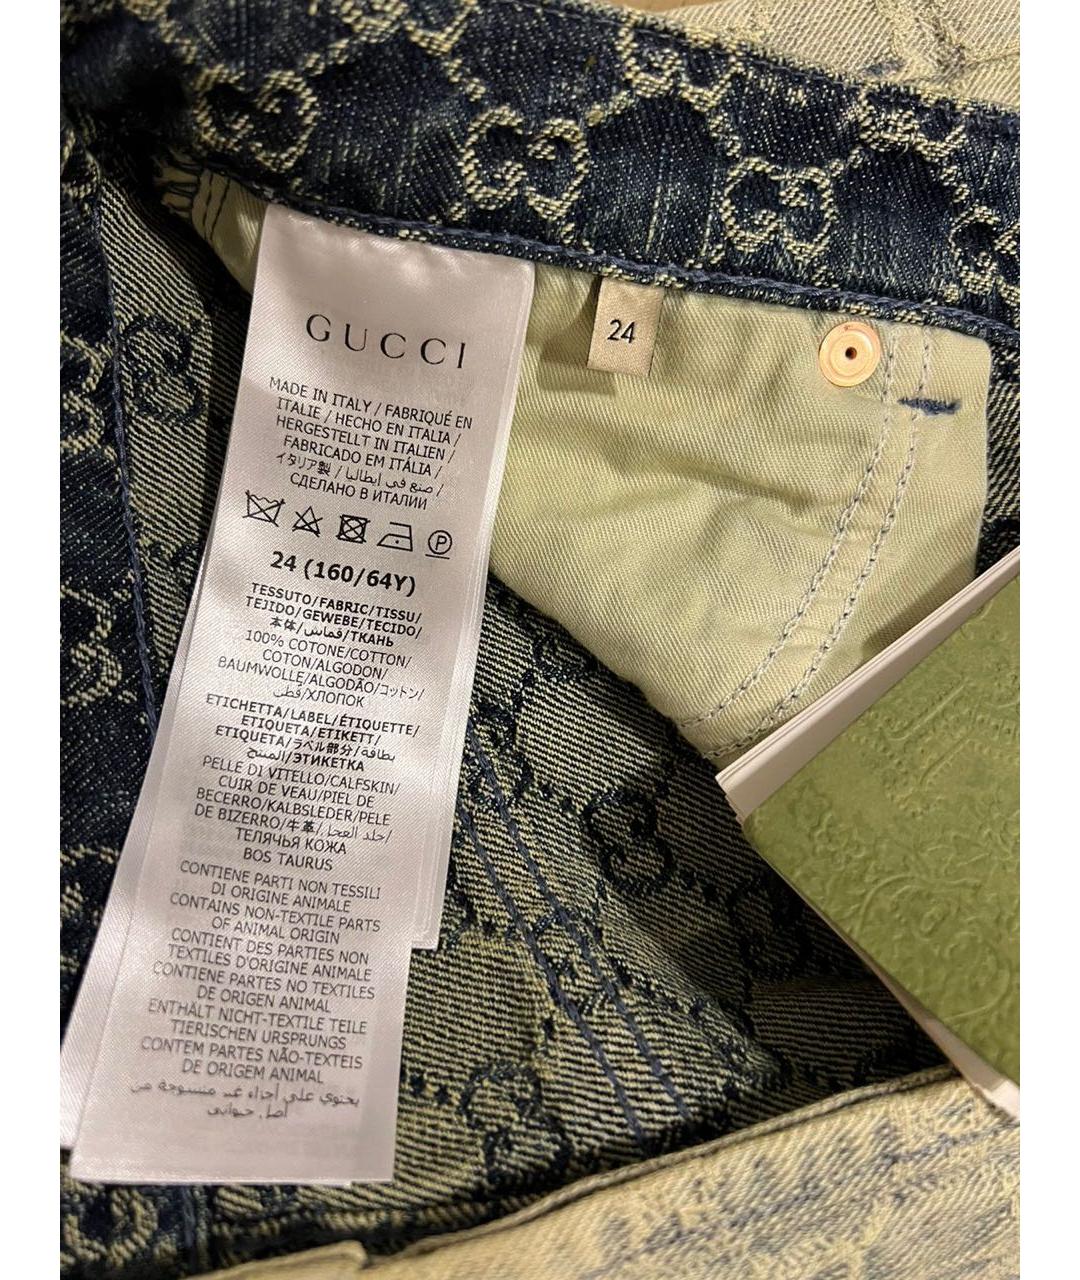 GUCCI
MADE IN ITALY / FABRIQUÉ EN
ITALIE / HECHO EN ITALIA /
HERGESTELLT IN ITALIEN /
FABRICADO EM ITÁLIA /
イタリア製 / صنع في ايطاليا /
СДЕЛАНО В ИТАЛИИ
P
24 (160/64Y)
TESSUTO/FABRIC/TISSU/
TEJIDO/GEWEBE/TECIDO/
本体/قماش/ТКАНЬ
100% COTONE/COTTON/
COTON/ALGODON/
BAUMWOLLE/ALGODÃO/コットン/
قطن/ХЛОПОК
ETICHETTA/LABEL/ÉTIQUETTE/
ETIQUETA/ETIKETT/
ETIQUETA/ラベル部分/بطاقة
المنتج/ЭТИКЕТКА
PELLE DI VITELLO/CALFSKIN/
CUIR DE VEAU/PIEL DE
BECERRO/KALBSLEDER/PELE
DE BIZERRO/牛革/جلد العجل/
ТЕЛЯЧЬЯ КОЖА
BOS TAURUS
CONTIENE PARTI NON TESSILI
DI ORIGINE ANIMALE
CONTAINS NON-TEXTILE PARTS
OF ANIMAL ORIGIN
CONTIENT DES PARTIES NON
TEXTILES D'ORIGINE ANIMALE
CONTIENE PARTES NO TEXTILES
DE ORIGEN ANIMAL
ENTHÄLT NICHT-TEXTILE TEILE
TIERISCHEN URSPRUNGS
CONTEM PARTES NÃO-TEXTEIS
DE ORIGEM ANIMAL
يحتوي على أجزاء غير منسوجة من
أصل حيواني
24